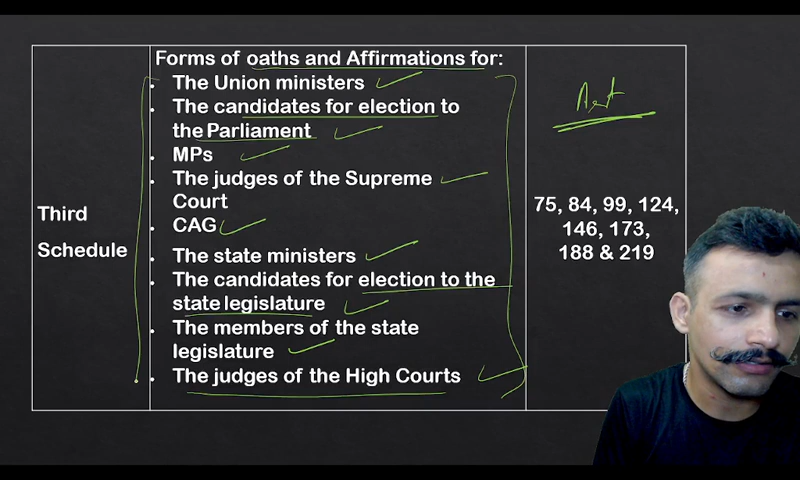 Forms of oaths and Affirmations for:
• The Union ministers
• The candidates for election to
the Parliament
• MPs
• The judges of the Supreme
Court
• CAG
• The state ministers
• The candidates for election to the
state legislature
• The members of the state
legislature
• The judges of the High Courts
Third
Schedule
Art
75, 84, 99, 124,
146, 173,
188 & 219